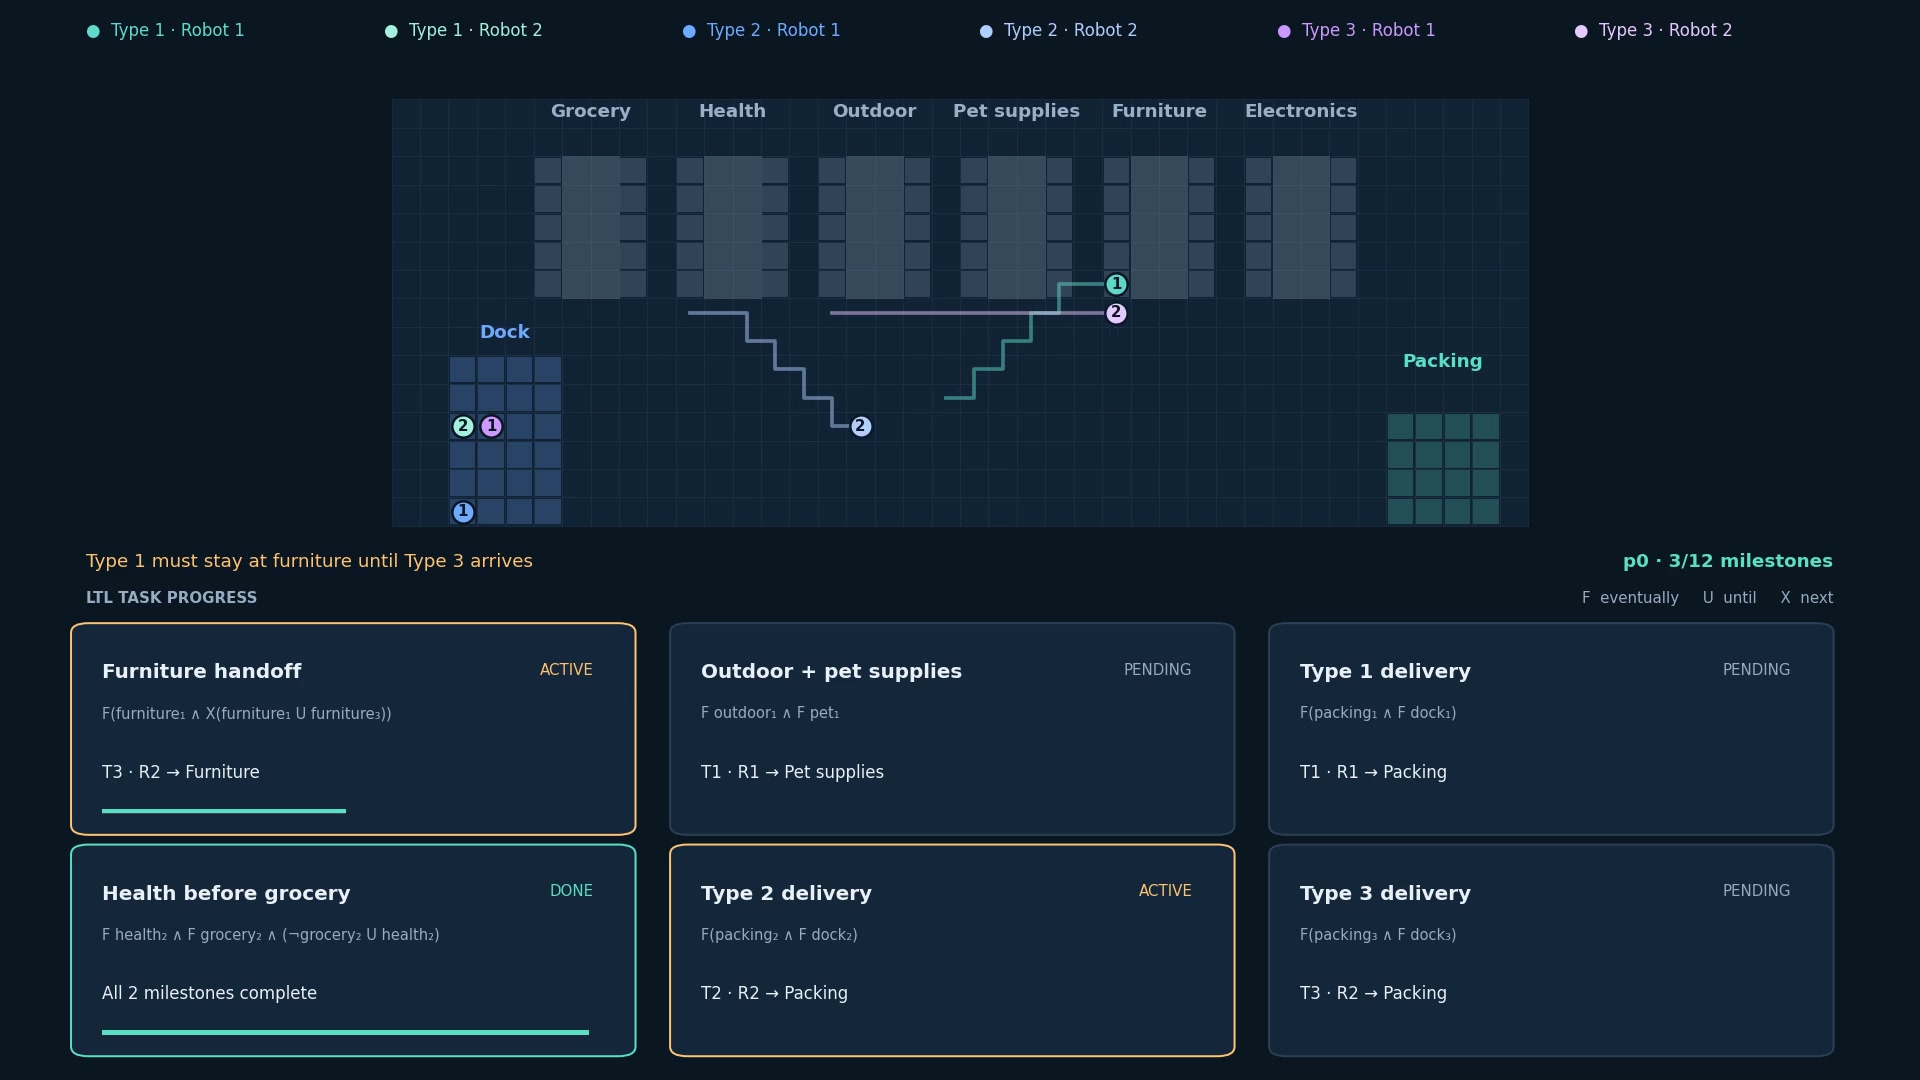 Type 1 · Robot 1
Type 1 · Robot 2
Type 2 · Robot 1
Type 2 · Robot 2
Type 3 · Robot 1
Type 3 · Robot 2
Grocery
Health
Outdoor
Pet supplies
Furniture
Electronics
1
2
Dock
Packing
2
1
2
1
Type 1 must stay at furniture until Type 3 arrives
p0 · 3/12 milestones
LTL TASK PROGRESS
F eventually U until X next
Furniture handoff
ACTIVE
F(furniture₁ ∧ X(furniture₁ U furniture₃))
T3 · R2 → Furniture
Outdoor + pet supplies
PENDING
F outdoor₁ ∧ F pet₁
T1 · R1 → Pet supplies
Type 1 delivery
PENDING
F(packing₁ ∧ F dock₁)
T1 · R1 → Packing
Health before grocery
DONE
F health₂ ∧ F grocery₂ ∧ (¬grocery₂ U health₂)
All 2 milestones complete
Type 2 delivery
ACTIVE
F(packing₂ ∧ F dock₂)
T2 · R2 → Packing
Type 3 delivery
PENDING
F(packing₃ ∧ F dock₃)
T3 · R2 → Packing